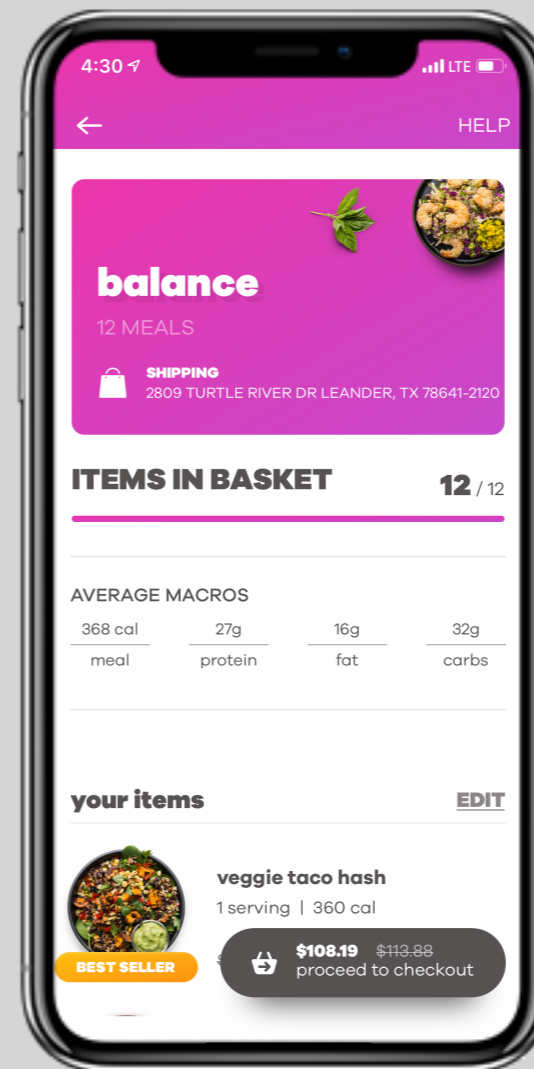 4:30 LTE
HELP
balance
12 MEALS
SHIPPING
2809 TURTLE RIVER DR LEANDER, TX 78641-2120
ITEMS IN BASKET 12 / 12
AVERAGE MACROS
368 cal 27g 16g 32g
meal protein fat carbs
your items EDIT
veggie taco hash
1 serving | 360 cal
$108.19 $113.88
BEST SELLER proceed to checkout